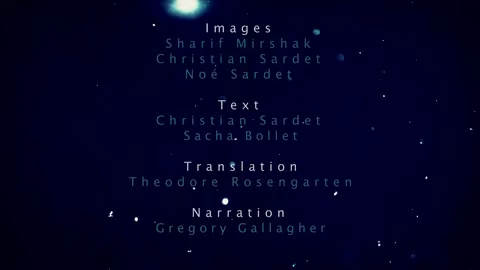 Images
Sharif Mirshak
Christian Sardet
Noé Sardet
Text
Christian Sardet
Sacha Bollet
Translation
Theodore Rosengarten
Narration
Gregory Gallagher